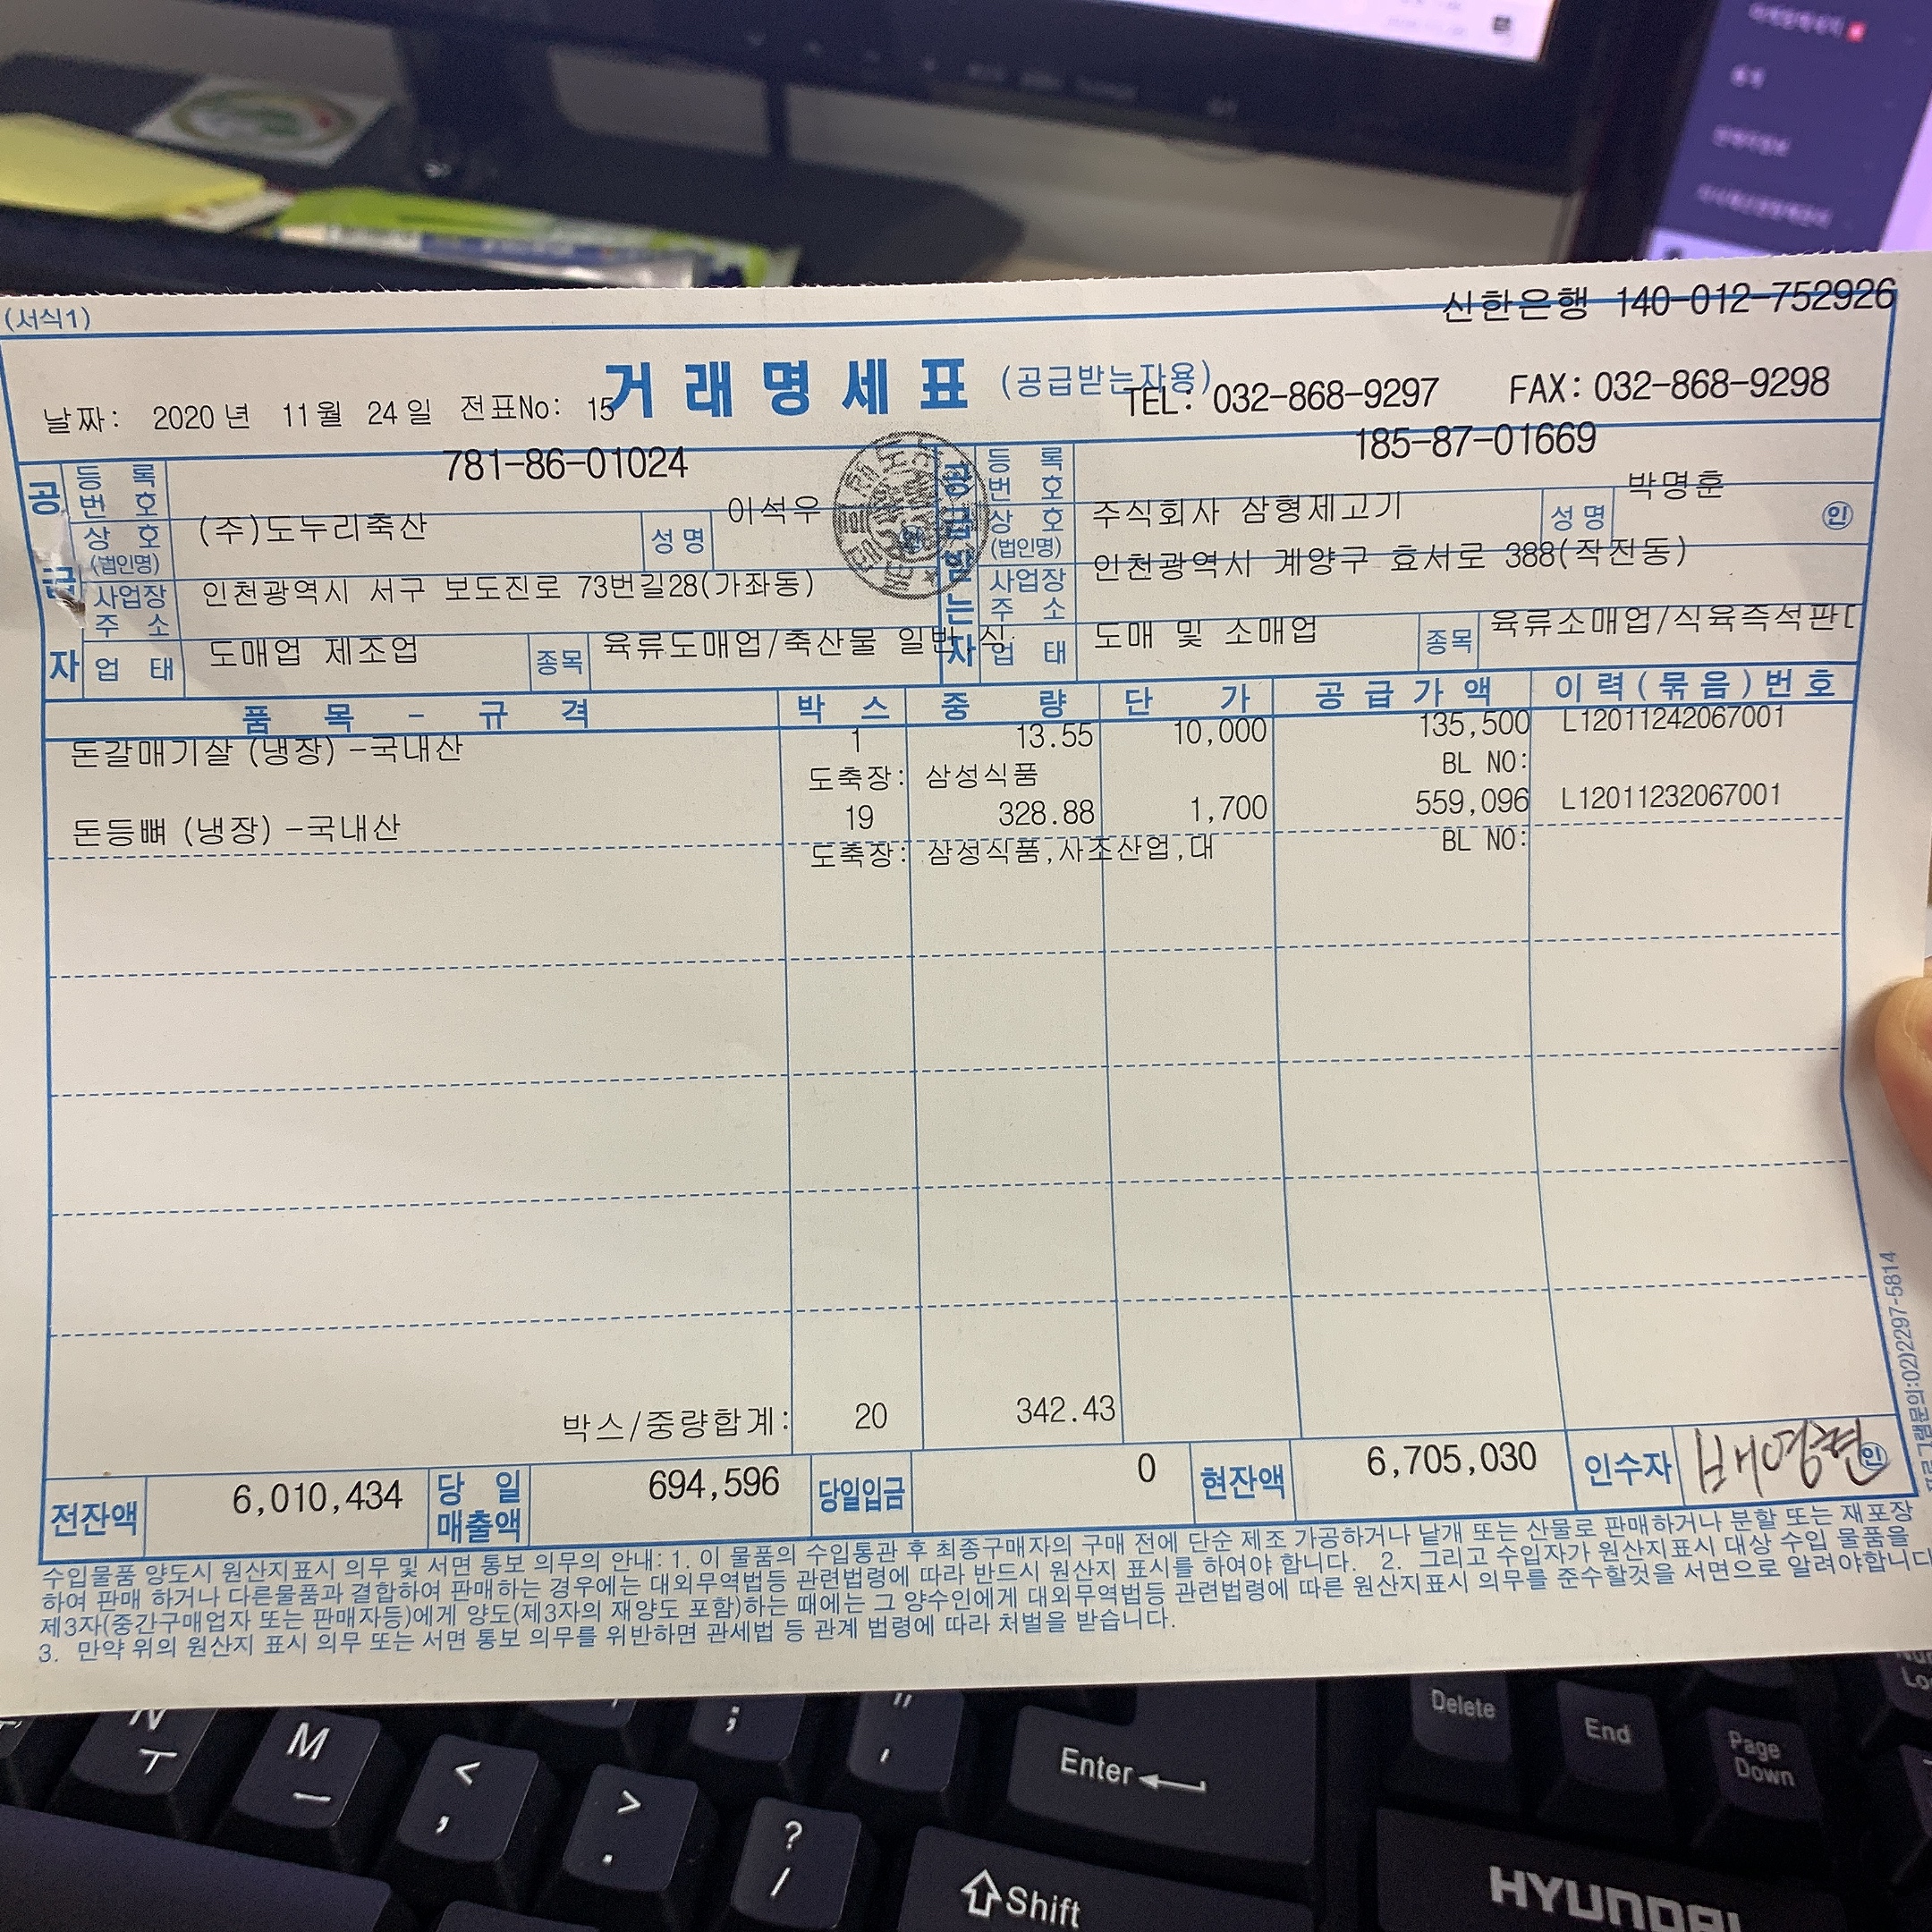 (서식1)
신한은행 140-012-752926
거래명세표 (공급받는자용)
날짜: 2020년 11월 24일 전표No: 15
TEL: 032-868-9297 FAX: 032-868-9298
공급자
등록번호 781-86-01024
상호(법인명) (주)도누리축산 성명 이석우
사업장주소 인천광역시 서구 보도진로 73번길28(가좌동)
업태 도매업 제조업 종목 육류도매업/축산물 일반,식
공급받는자
등록번호 185-87-01669
상호(법인명) 주식회사 삼형제고기 성명 박명훈 인
사업장주소 인천광역시 계양구 효서로 388(작전동)
업태 도매 및 소매업 종목 육류소매업/식육즉석판
품목 - 규격 박스 중량 단가 공급가액 이력(묶음)번호
돈갈매기살 (냉장) -국내산 1 13.55 10,000 135,500 L12011242067001
도축장: 삼성식품 BL NO:
돈등뼈 (냉장) -국내산 19 328.88 1,700 559,096 L12011232067001
도축장: 삼성식품,사조산업,대 BL NO:
박스/중량합계: 20 342.43
전잔액 6,010,434 당일매출액 694,596 당일입금 0 현잔액 6,705,030 인수자 배영현 인
수입물품 양도시 원산지표시 의무 및 서면 통보 의무의 안내: 1. 이 물품의 수입통관 후 최종구매자의 구매 전에 단순 제조 가공하거나 낱개 또는 산물로 판매하거나 분할 또는 재포장
하여 판매 하거나 다른물품과 결합하여 판매하는 경우에는 대외무역법등 관련법령에 따라 반드시 원산지 표시를 하여야 합니다. 2. 그리고 수입자가 원산지표시 대상 수입 물품을
제3자(중간구매업자 또는 판매자등)에게 양도(제3자의 재양도 포함)하는 때에는 그 양수인에게 대외무역법등 관련법령에 따른 원산지표시 의무를 준수할것을 서면으로 알려야합니다
3. 만약 위의 원산지 표시 의무 또는 서면 통보 의무를 위반하면 관세법 등 관계 법령에 따라 처벌을 받습니다.
문의:02)2297-5814
N ㅜ
M ㅡ
< ,
> .
? /
; 
" '
Enter
Shift
Delete
End
Page Down
HYUNDAI